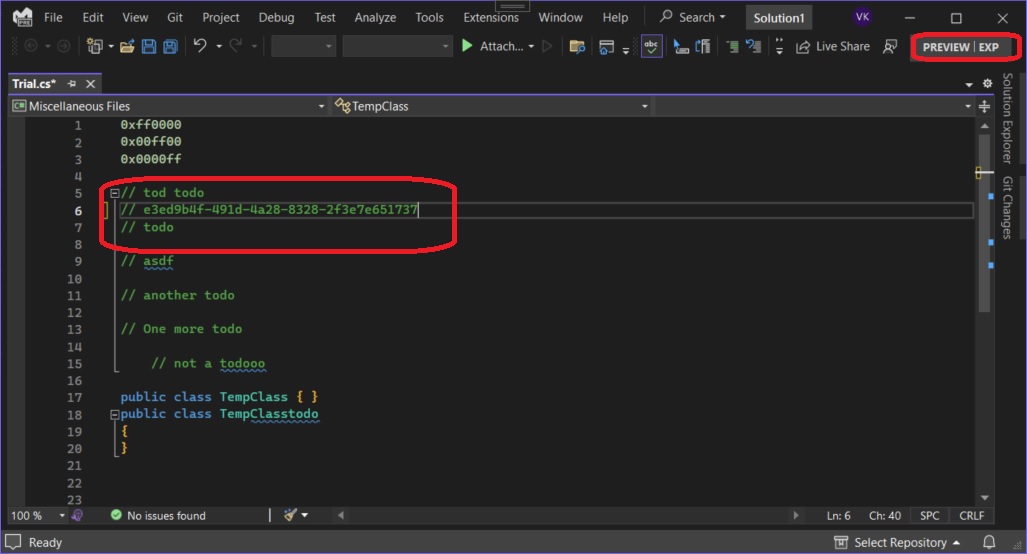 File Edit View Git Project Debug Test Analyze Tools Extensions Window Help Search Solution1 VK
Attach... abc Live Share PREVIEW | EXP
Trial.cs*
Miscellaneous Files TempClass
1 0xff0000
2 0x00ff00
3 0x0000ff
4
5 // tod todo
6 // e3ed9b4f-491d-4a28-8328-2f3e7e651737
7 // todo
8
9 // asdf
10
11 // another todo
12
13 // One more todo
14
15 // not a todooo
16
17 public class TempClass { }
18 public class TempClasstodo
19 {
20 }
21
22
23
Solution Explorer
Git Changes
100 % No issues found Ln: 6 Ch: 40 SPC CRLF
Ready Select Repository